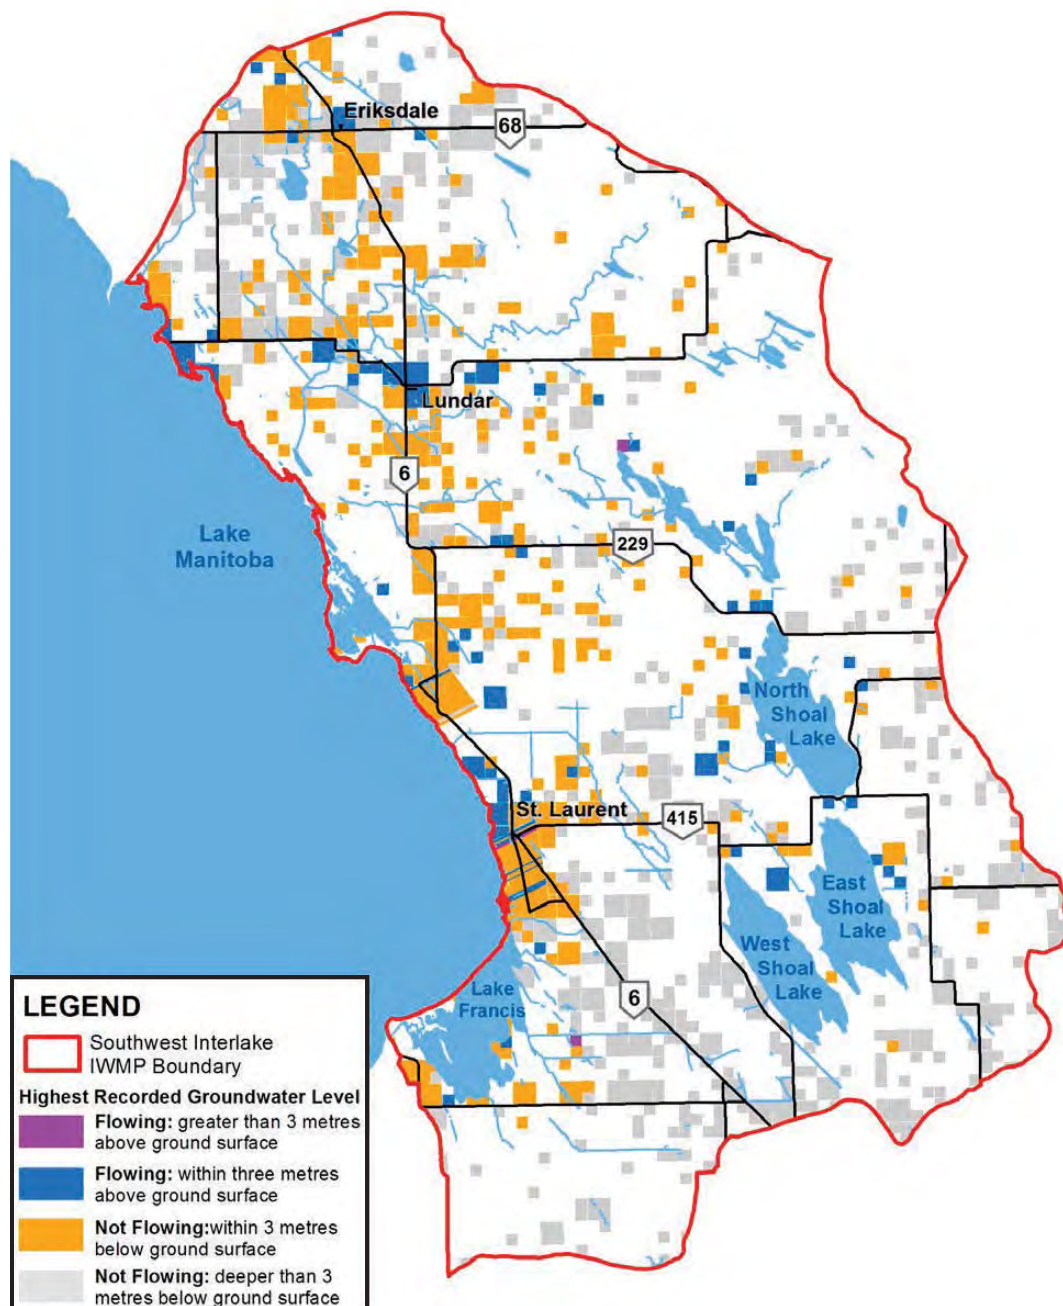 Eriksdale
68
Lundar
6
Lake
Manitoba
229
North
Shoal
Lake
St. Laurent
415
East
Shoal
Lake
West
Shoal
Lake
Lake
Francis
6
LEGEND
Southwest Interlake
IWMP Boundary
Highest Recorded Groundwater Level
Flowing: greater than 3 metres
above ground surface
Flowing: within three metres
above ground surface
Not Flowing:within 3 metres
below ground surface
Not Flowing: deeper than 3
metres below ground surface